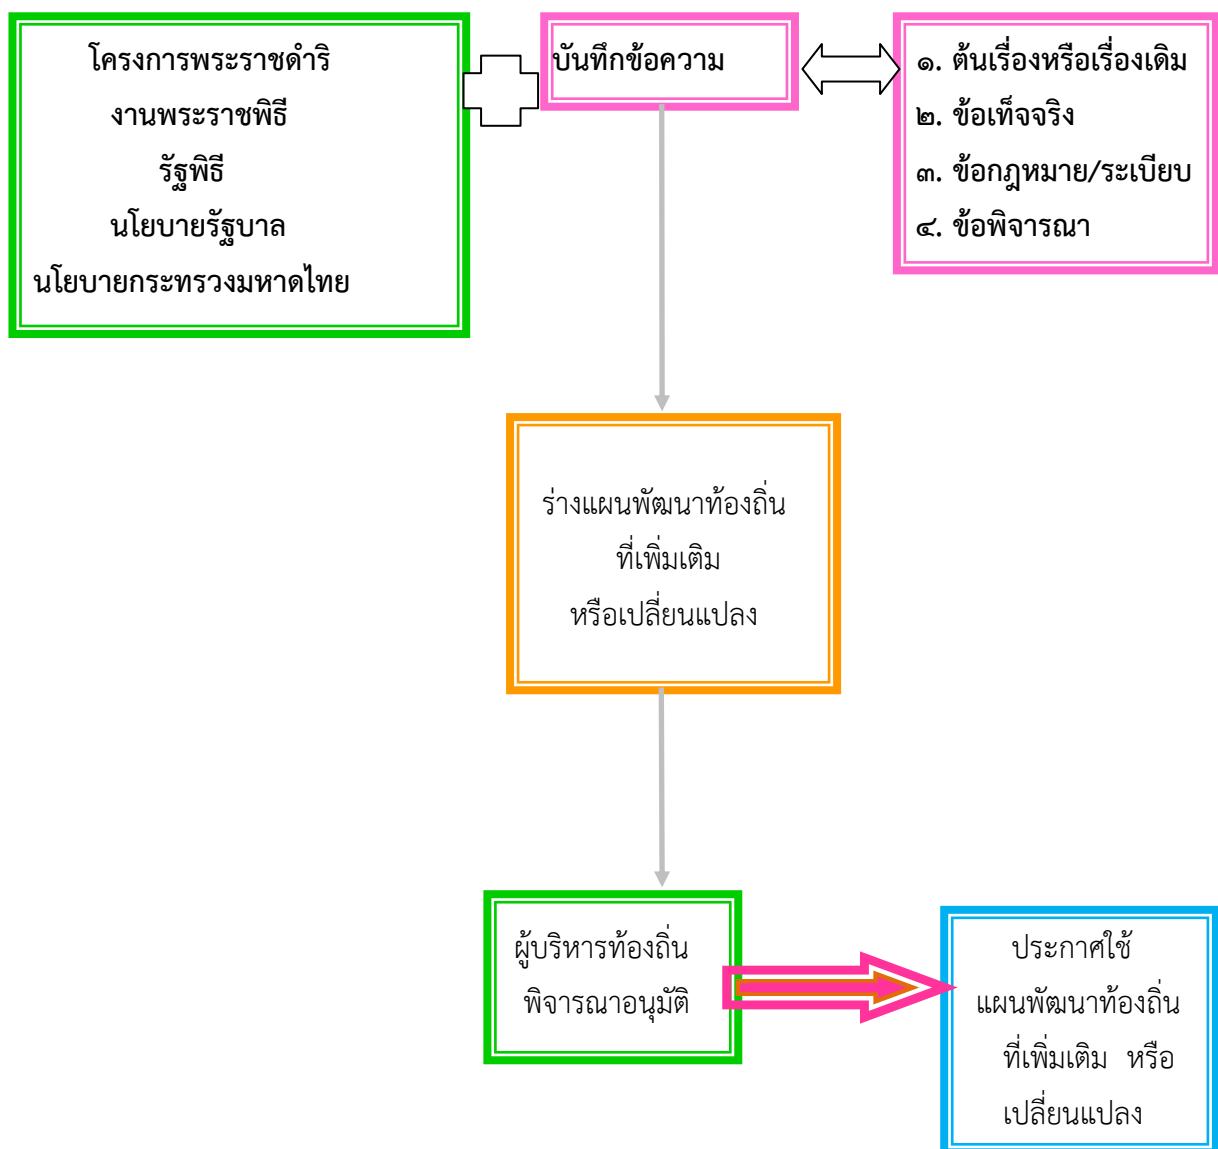 โครงการพระราชดำริ
งานพระราชพิธี
รัฐพิธี
นโยบายรัฐบาล
นโยบายกระทรวงมหาดไทย
บันทึกข้อความ
๑. ต้นเรื่องหรือเรื่องเดิม
๒. ข้อเท็จจริง
๓. ข้อกฎหมาย/ระเบียบ
๔. ข้อพิจารณา
ร่างแผนพัฒนาท้องถิ่น
ที่เพิ่มเติม
หรือเปลี่ยนแปลง
ผู้บริหารท้องถิ่น
พิจารณาอนุมัติ
ประกาศใช้
แผนพัฒนาท้องถิ่น
ที่เพิ่มเติม หรือ
เปลี่ยนแปลง